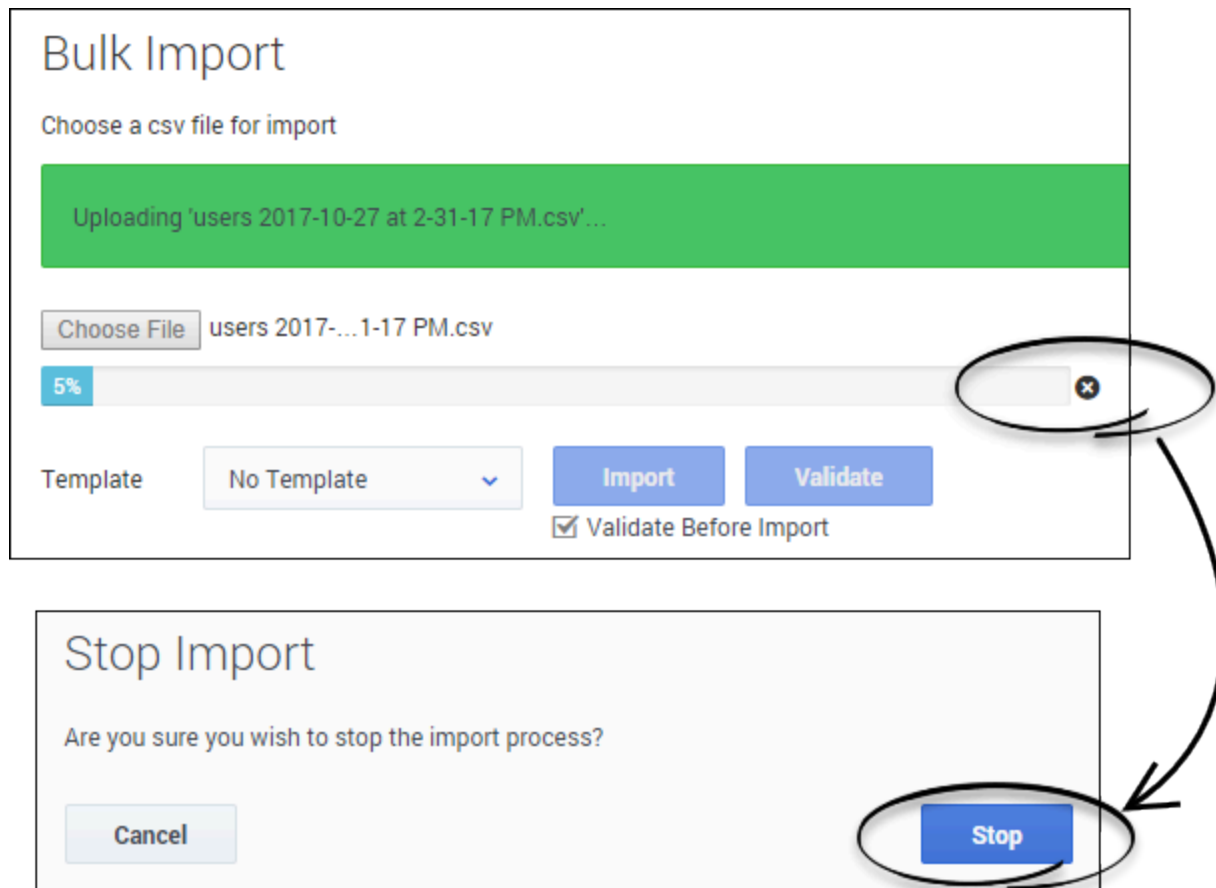 Bulk Import
Choose a csv file for import
Uploading 'users 2017-10-27 at 2-31-17 PM.csv'...
Choose File users 2017-...1-17 PM.csv
5%
Template No Template Import Validate
Validate Before Import
Stop Import
Are you sure you wish to stop the import process?
Cancel Stop